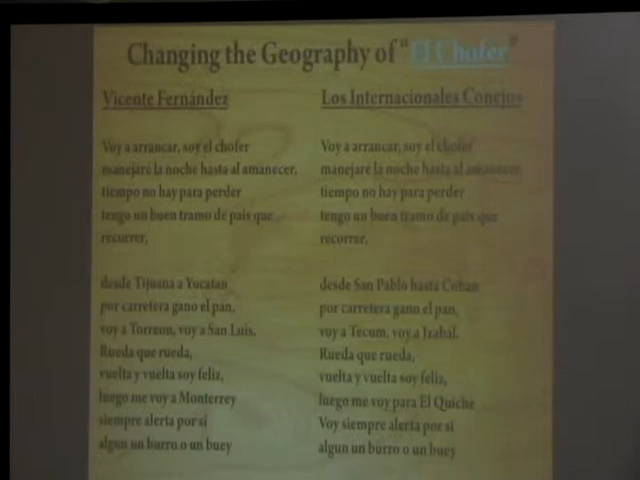 Changing the Geography of "El Chofer"
Vicente Fernández
Voy a arrancar, soy el chofer
manejaré la noche hasta al amanecer,
tiempo no hay para perder
tengo un buen tramo de país que
recorrer,
desde Tijuana a Yucatan
por carretera gano el pan,
voy a Torreon, voy a San Luis.
Rueda que rueda,
vuelta y vuelta soy feliz,
luego me voy a Monterrey
siempre alerta por si
algun un burro o un buey
Los Internacionales Conejos
Voy a arrancar, soy el chofer
manejaré la noche hasta al amanecer,
tiempo no hay para perder
tengo un buen tramo de país que
recorrer,
desde San Pablo hasta Coban
por carretera gano el pan,
voy a Tecum, voy a Izabal.
Rueda que rueda,
vuelta y vuelta soy feliz,
luego me voy para El Quiche
Voy siempre alerta por si
algun un burro o un buey